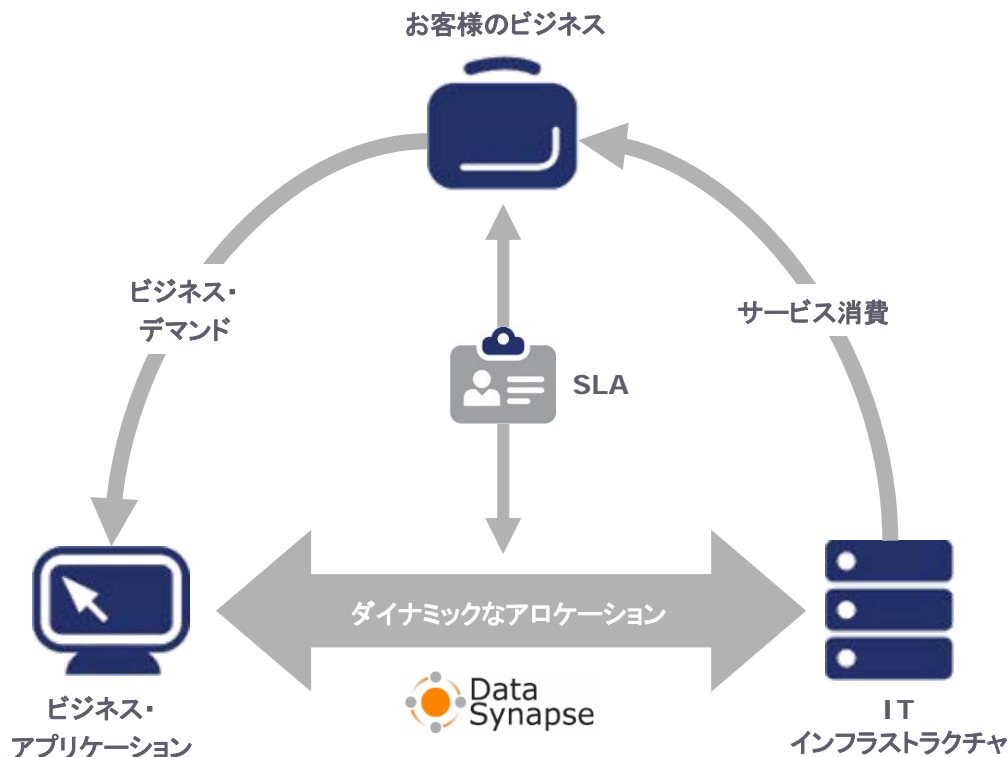 お客様のビジネス
ビジネス・
デマンド
サービス消費
SLA
ダイナミックなアロケーション
Data
Synapse
ビジネス・
アプリケーション
IT
インフラストラクチャ